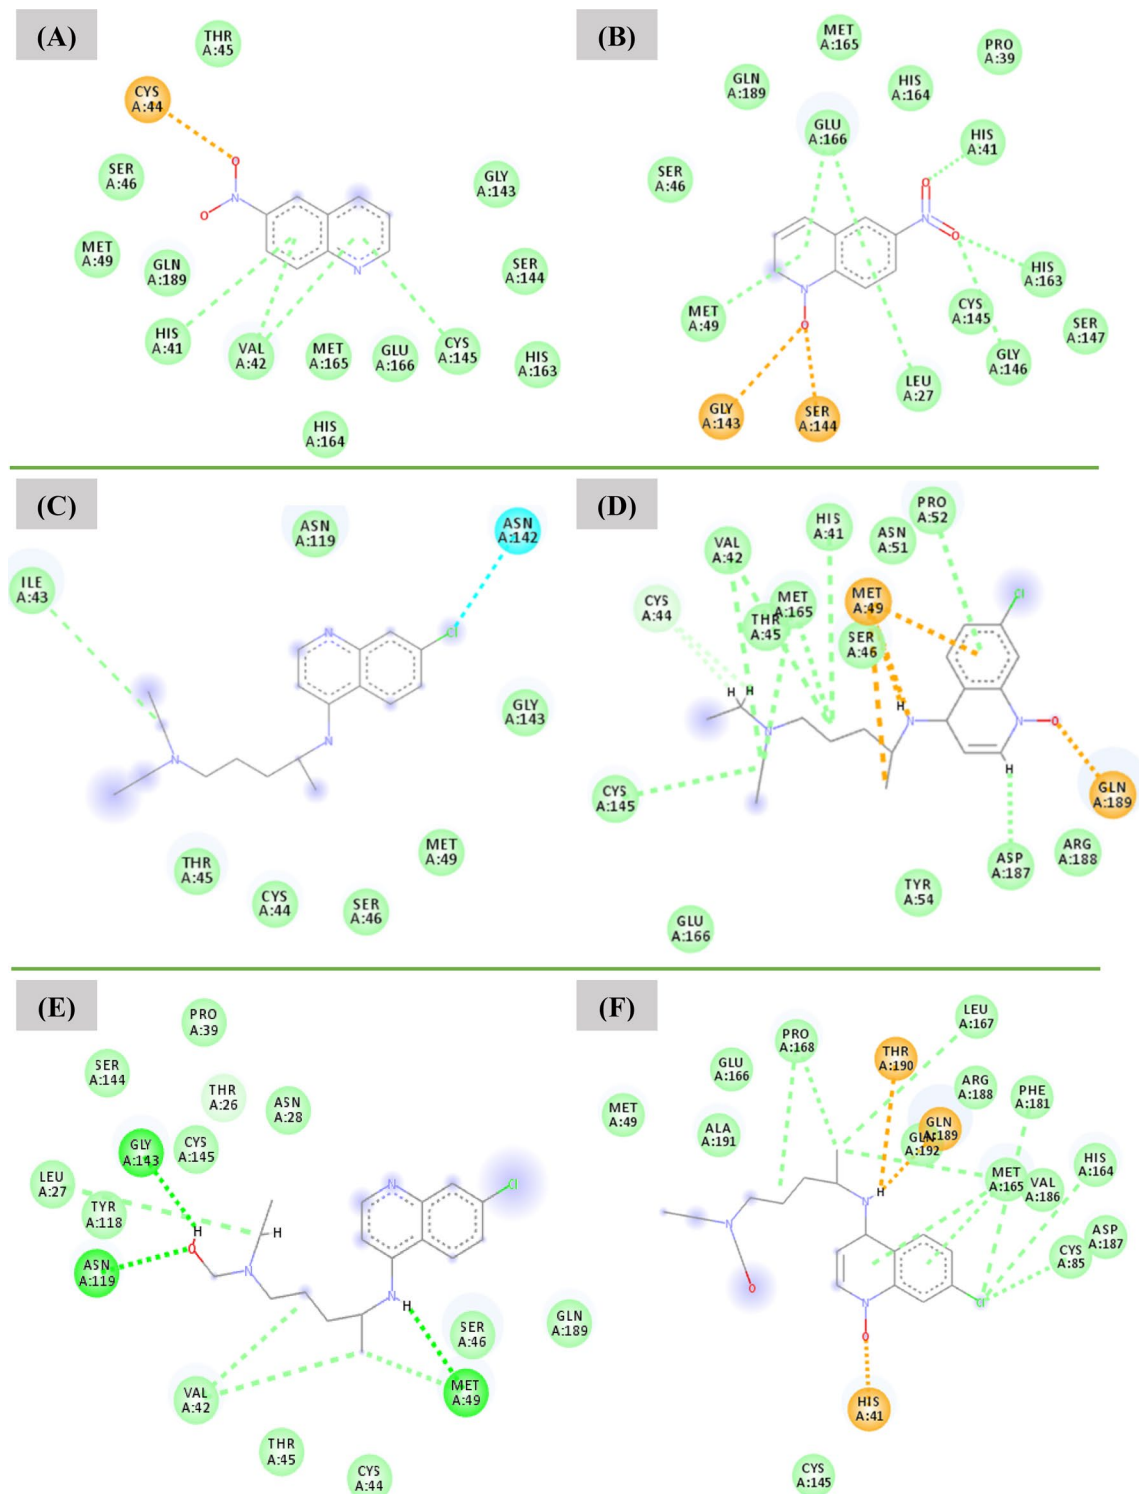 (A)
THR
A:45
CYS
A:44
SER
A:46
MET
A:49
GLN
A:189
HIS
A:41
VAL
A:42
MET
A:165
GLU
A:166
CYS
A:145
HIS
A:164
GLY
A:143
SER
A:144
HIS
A:163
O
N
O
N
(B)
MET
A:165
PRO
A:39
GLN
A:189
HIS
A:164
GLU
A:166
HIS
A:41
SER
A:46
HIS
A:163
MET
A:49
CYS
A:145
SER
A:147
GLY
A:146
LEU
A:27
GLY
A:143
SER
A:144
O
N
O
N
O
(C)
ASN
A:119
ASN
A:142
ILE
A:43
GLY
A:143
MET
A:49
THR
A:45
CYS
A:44
SER
A:46
N
Cl
N
N
(D)
PRO
A:52
HIS
A:41
ASN
A:51
VAL
A:42
CYS
A:44
MET
A:165
THR
A:45
MET
A:49
SER
A:46
CYS
A:145
GLN
A:189
ARG
A:188
ASP
A:187
TYR
A:54
GLU
A:166
Cl
H
H
H
N
N
N
O
H
(E)
PRO
A:39
SER
A:144
THR
A:26
ASN
A:28
GLY
A:143
CYS
A:145
LEU
A:27
TYR
A:118
ASN
A:119
SER
A:46
GLN
A:189
MET
A:49
VAL
A:42
THR
A:45
CYS
A:44
N
Cl
H
O
H
N
N
H
(F)
LEU
A:167
PRO
A:168
THR
A:190
GLU
A:166
ARG
A:188
PHE
A:181
MET
A:49
ALA
A:191
GLN
A:189
GLN
A:192
MET
A:165
VAL
A:186
HIS
A:164
ASP
A:187
CYS
A:85
HIS
A:41
CYS
A:145
N
H
N
O
Cl
N
O